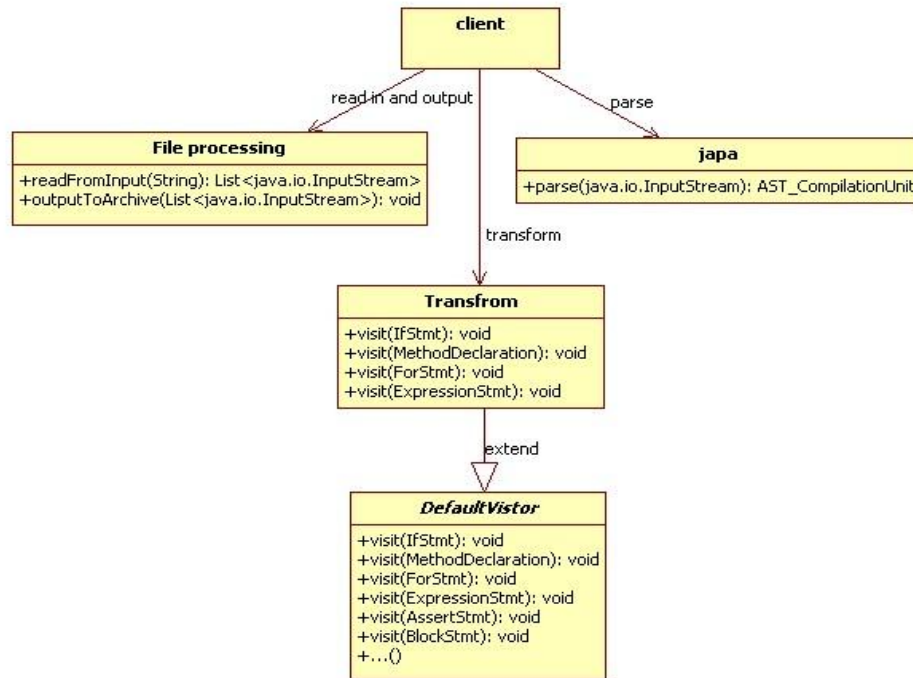 client
read in and output
parse
File processing
+readFromInput(String): List<java.io.InputStream>
+outputToArchive(List<java.io.InputStream>): void
japa
+parse(java.io.InputStream): AST_CompilationUnit
transform
Transfrom
+visit(IfStmt): void
+visit(MethodDeclaration): void
+visit(ForStmt): void
+visit(ExpressionStmt): void
extend
DefaultVistor
+visit(IfStmt): void
+visit(MethodDeclaration): void
+visit(ForStmt): void
+visit(ExpressionStmt): void
+visit(AssertStmt): void
+visit(BlockStmt): void
+...()